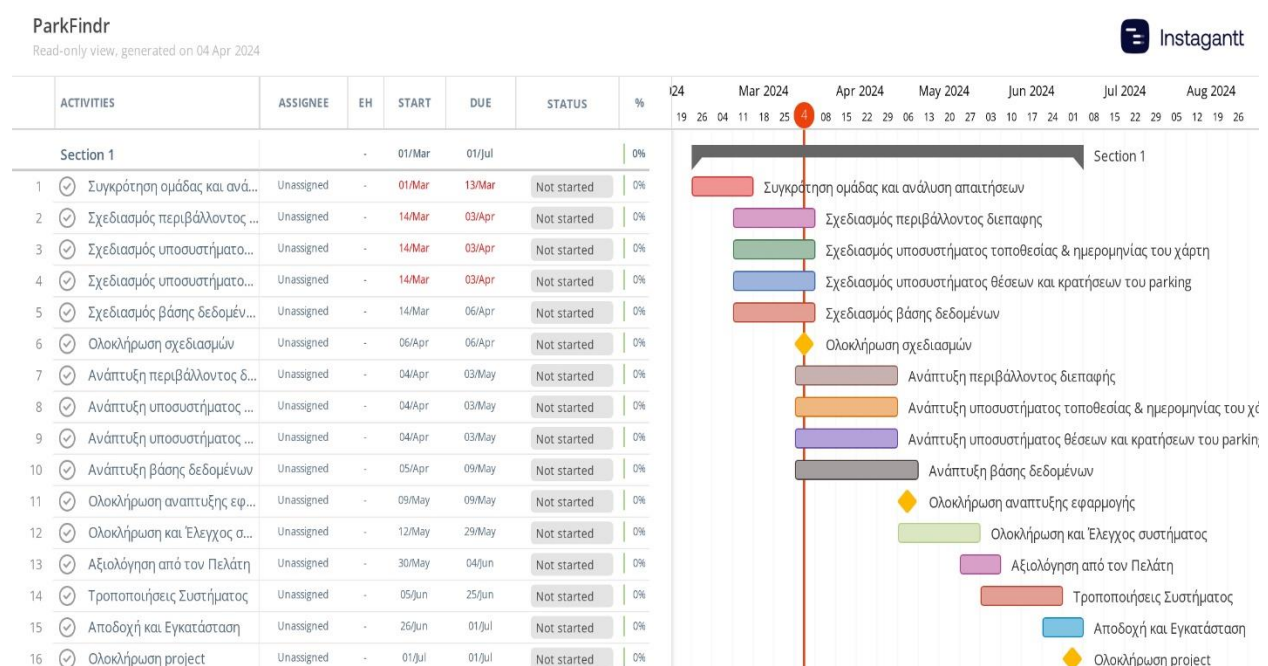 ParkFindr
Read-only view, generated on 04 Apr 2024
Instagantt
ACTIVITIES ASSIGNEE EH START DUE STATUS %
24 Mar 2024 Apr 2024 May 2024 Jun 2024 Jul 2024 Aug 2024
19 26 04 11 18 25 4 08 15 22 29 06 13 20 27 03 10 17 24 01 08 15 22 29 05 12 19 26
Section 1 - 01/Mar 01/Jul 0% Section 1
1 Συγκρότηση ομάδας και ανά... Unassigned - 01/Mar 13/Mar Not started 0% Συγκρότηση ομάδας και ανάλυση απαιτήσεων
2 Σχεδιασμός περιβάλλοντος ... Unassigned - 14/Mar 03/Apr Not started 0% Σχεδιασμός περιβάλλοντος διεπαφης
3 Σχεδιασμός υποσυστήματο... Unassigned - 14/Mar 03/Apr Not started 0% Σχεδιασμός υποσυστήματος τοποθεσίας & ημερομηνίας του χάρτη
4 Σχεδιασμός υποσυστήματο... Unassigned - 14/Mar 03/Apr Not started 0% Σχεδιασμός υποσυστήματος θέσεων και κρατήσεων του parking
5 Σχεδιασμός βάσης δεδομέν... Unassigned - 14/Mar 06/Apr Not started 0% Σχεδιασμός βάσης δεδομένων
6 Ολοκλήρωση σχεδιασμών Unassigned - 06/Apr 06/Apr Not started 0% Ολοκλήρωση σχεδιασμών
7 Ανάπτυξη περιβάλλοντος δ... Unassigned - 04/Apr 03/May Not started 0% Ανάπτυξη περιβάλλοντος διεπαφής
8 Ανάπτυξη υποσυστήματος ... Unassigned - 04/Apr 03/May Not started 0% Ανάπτυξη υποσυστήματος τοποθεσίας & ημερομηνίας του χά
9 Ανάπτυξη υποσυστήματος ... Unassigned - 04/Apr 03/May Not started 0% Ανάπτυξη υποσυστήματος θέσεων και κρατήσεων του parking
10 Ανάπτυξη βάσης δεδομένων Unassigned - 05/Apr 09/May Not started 0% Ανάπτυξη βάσης δεδομένων
11 Ολοκλήρωση αναπτυξης εφ... Unassigned - 09/May 09/May Not started 0% Ολοκλήρωση αναπτυξης εφαρμογής
12 Ολοκλήρωση και Έλεγχος σ... Unassigned - 12/May 29/May Not started 0% Ολοκλήρωση και Έλεγχος συστήματος
13 Αξιολόγηση από τον Πελάτη Unassigned - 30/May 04/Jun Not started 0% Αξιολόγηση από τον Πελάτη
14 Τροποποιήσεις Συστήματος Unassigned - 05/Jun 25/Jun Not started 0% Τροποποιήσεις Συστήματος
15 Αποδοχή και Εγκατάσταση Unassigned - 26/Jun 01/Jul Not started 0% Αποδοχή και Εγκατάσταση
16 Ολοκλήρωση project Unassigned - 01/Jul 01/Jul Not started 0% Ολοκλήρωση project